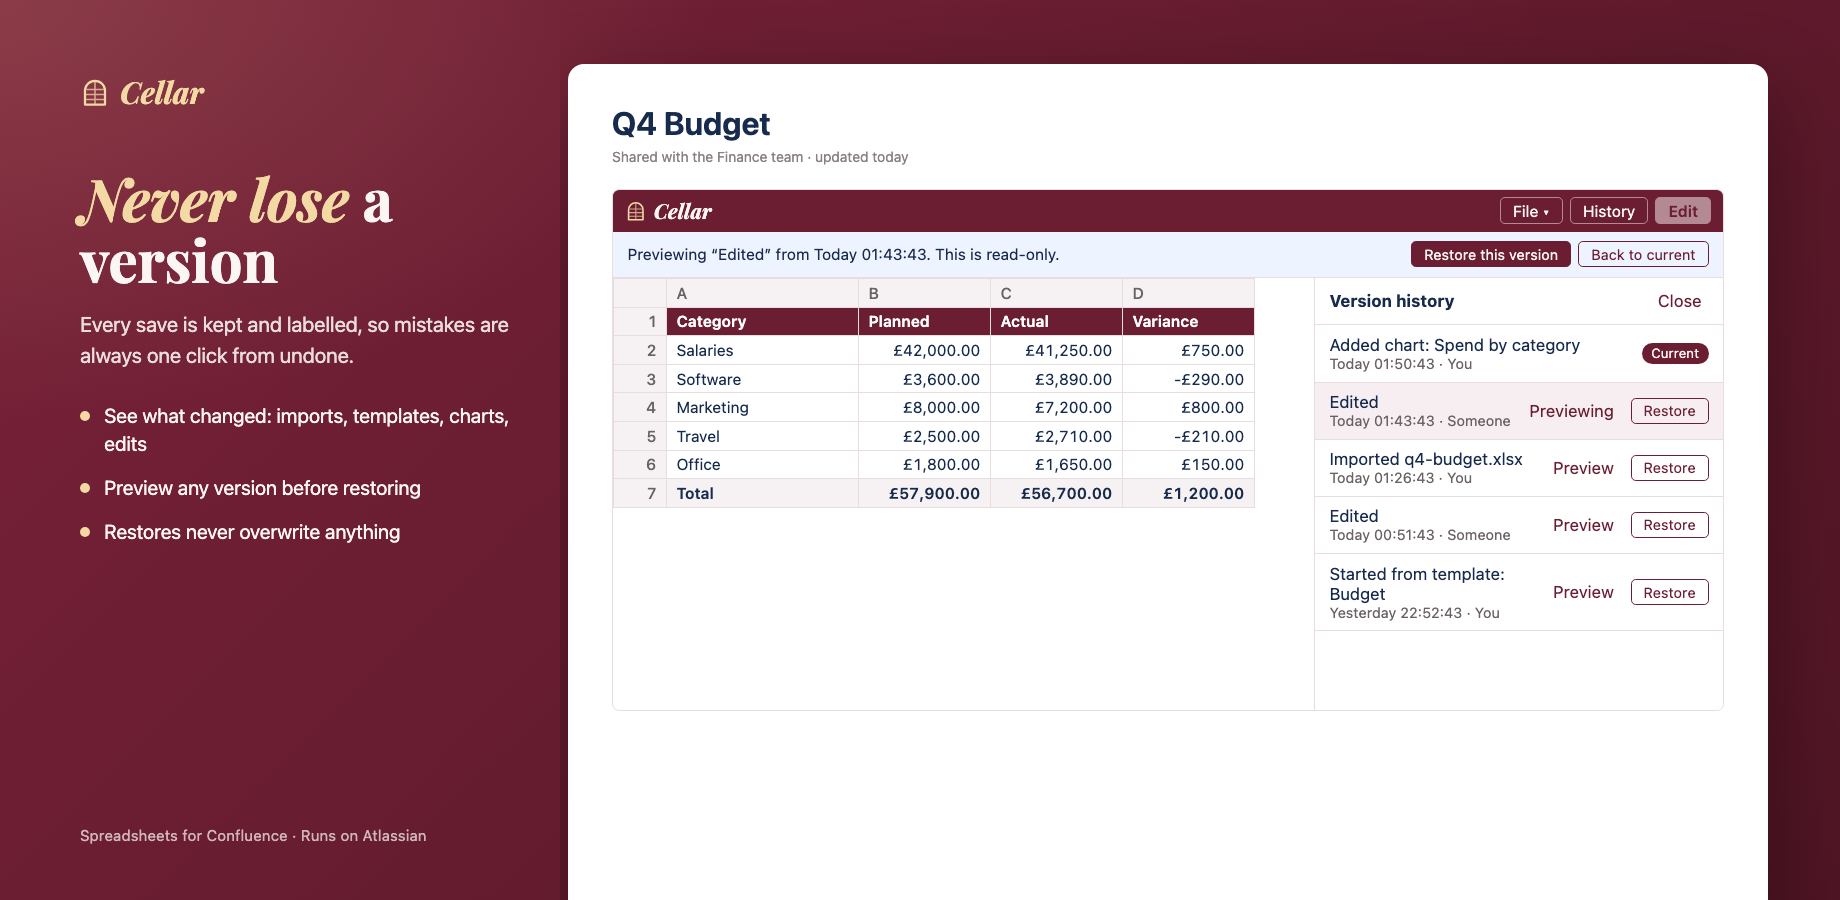 Cellar
Never lose a
version
Every save is kept and labelled, so mistakes are
always one click from undone.
See what changed: imports, templates, charts,
edits
Preview any version before restoring
Restores never overwrite anything
Spreadsheets for Confluence · Runs on Atlassian
Q4 Budget
Shared with the Finance team · updated today
Cellar File ▾ History Edit
Previewing “Edited” from Today 01:43:43. This is read-only. Restore this version Back to current
A B C D
1 Category Planned Actual Variance
2 Salaries £42,000.00 £41,250.00 £750.00
3 Software £3,600.00 £3,890.00 -£290.00
4 Marketing £8,000.00 £7,200.00 £800.00
5 Travel £2,500.00 £2,710.00 -£210.00
6 Office £1,800.00 £1,650.00 £150.00
7 Total £57,900.00 £56,700.00 £1,200.00
Version history Close
Added chart: Spend by category
Today 01:50:43 · You
Current
Edited
Today 01:43:43 · Someone
Previewing Restore
Imported q4-budget.xlsx
Today 01:26:43 · You
Preview Restore
Edited
Today 00:51:43 · Someone
Preview Restore
Started from template:
Budget
Yesterday 22:52:43 · You
Preview Restore